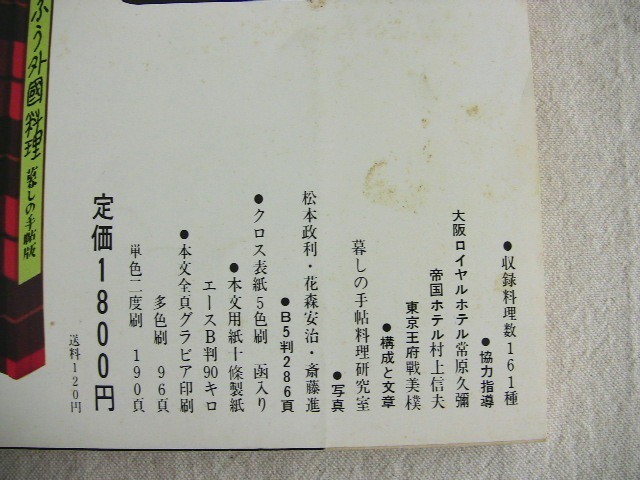 ●収録料理数161種
●協力指導
大阪ロイヤルホテル常原久彌
帝国ホテル村上信夫
東京王府戰美樸
●構成と文章
暮しの手帖料理研究室
●写真
松本政利・花森安治・斎藤進
●B5判286頁
●クロス表紙5色刷 函入り
●本文用紙十條製紙
エースB判90キロ
●本文全頁グラビア印刷
多色刷 96頁
単色二度刷 190頁
定価1800円
送料120円
ふう外國料理 暮しの手帖版